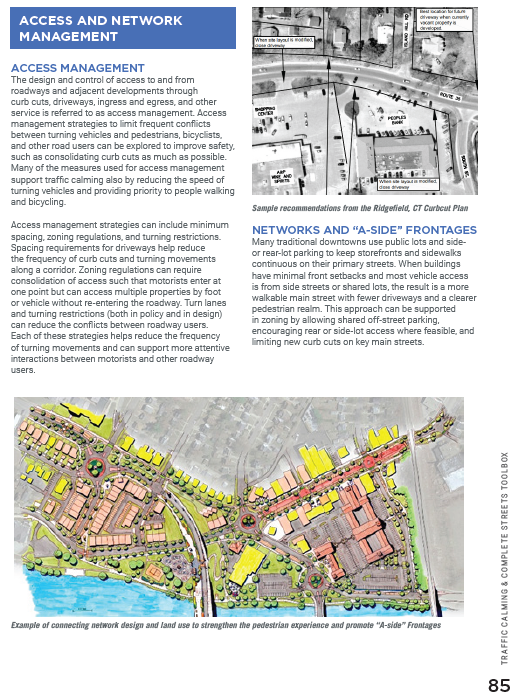 ACCESS AND NETWORK
MANAGEMENT
ACCESS MANAGEMENT
The design and control of access to and from
roadways and adjacent developments through
curb cuts, driveways, ingress and egress, and other
service is referred to as access management. Access
management strategies to limit frequent conflicts
between turning vehicles and pedestrians, bicyclists,
and other road users can be explored to improve safety,
such as consolidating curb cuts as much as possible.
Many of the measures used for access management
support traffic calming also by reducing the speed of
turning vehicles and providing priority to people walking
and bicycling.
Access management strategies can include minimum
spacing, zoning regulations, and turning restrictions.
Spacing requirements for driveways help reduce
the frequency of curb cuts and turning movements
along a corridor. Zoning regulations can require
consolidation of access such that motorists enter at
one point but can access multiple properties by foot
or vehicle without re-entering the roadway. Turn lanes
and turning restrictions (both in policy and in design)
can reduce the conflicts between roadway users.
Each of these strategies helps reduce the frequency
of turning movements and can support more attentive
interactions between motorists and other roadway
users.
Best location for future
driveway when currently
vacant property is
developed.
When site layout is modified,
close driveway
ROUTE 35
SHOPPING
CENTER
PEOPLES
BANK
WINE AND
SPIRITS
When site layout is modified,
close driveway
Sample recommendations from the Ridgefield, CT Curbcut Plan
NETWORKS AND “A-SIDE” FRONTAGES
Many traditional downtowns use public lots and side-
or rear-lot parking to keep storefronts and sidewalks
continuous on their primary streets. When buildings
have minimal front setbacks and most vehicle access
is from side streets or shared lots, the result is a more
walkable main street with fewer driveways and a clearer
pedestrian realm. This approach can be supported
in zoning by allowing shared off-street parking,
encouraging rear or side-lot access where feasible, and
limiting new curb cuts on key main streets.
Example of connecting network design and land use to strengthen the pedestrian experience and promote “A-side” Frontages
TRAFFIC CALMING & COMPLETE STREETS TOOLBOX
85